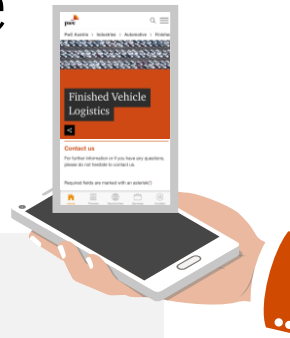 e
pwc
PwC Austria > Industries > Automotive > Finishe
Finished Vehicle
Logistics
Contact us
For further information or if you have any questions,
please do not hesitate to contact us.
Required fields are marked with an asterisk(*)